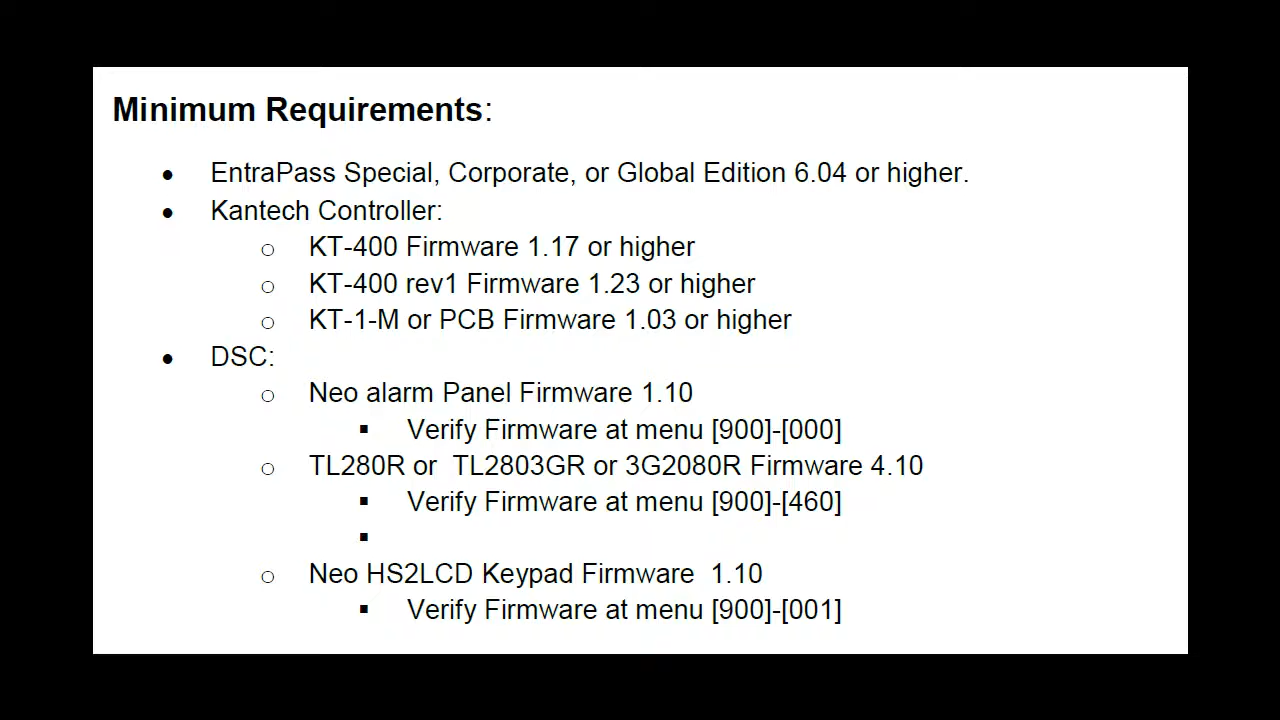 Minimum Requirements:
• EntraPass Special, Corporate, or Global Edition 6.04 or higher.
• Kantech Controller:
o KT-400 Firmware 1.17 or higher
o KT-400 rev1 Firmware 1.23 or higher
o KT-1-M or PCB Firmware 1.03 or higher
• DSC:
o Neo alarm Panel Firmware 1.10
▪ Verify Firmware at menu [900]-[000]
o TL280R or  TL2803GR or 3G2080R Firmware 4.10
▪ Verify Firmware at menu [900]-[460]
▪
o Neo HS2LCD Keypad Firmware  1.10
▪ Verify Firmware at menu [900]-[001]